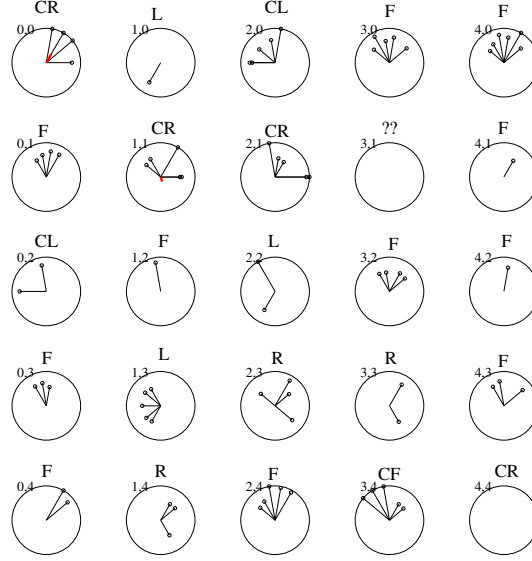 CR L CL F F
0,0 1,0 2,0 3,0 4,0
F CR CR ?? F
0,1 1,1 2,1 3,1 4,1
CL F L F F
0,2 1,2 2,2 3,2 4,2
F L R R F
0,3 1,3 2,3 3,3 4,3
F R F CF CR
0,4 1,4 2,4 3,4 4,4